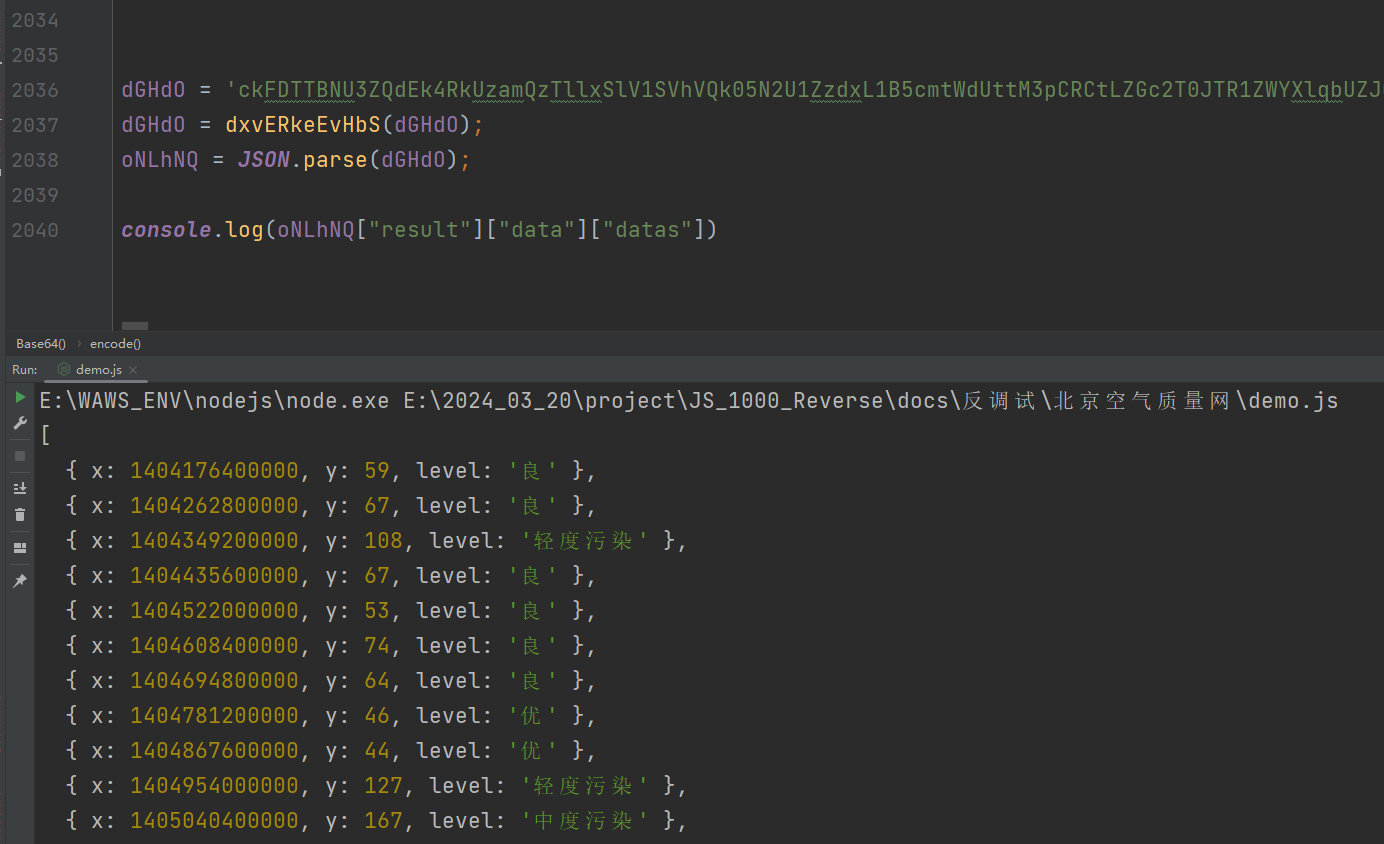 2034
2035
2036 dGHdO = 'ckFDTTBNU3ZQdEk4RkUzamQzTllxSlV1SVhVQk05N2U1ZzdxL1B5cmtWdUttM3pCRCtLZGc2T0JTR1ZWYXlqbUZJ
2037 dGHdO = dxvERkeEvHbS(dGHdO);
2038 oNLhNQ = JSON.parse(dGHdO);
2039
2040 console.log(oNLhNQ["result"]["data"]["datas"])
Base64() › encode()
Run: demo.js ×
E:\WAWS_ENV\nodejs\node.exe E:\2024_03_20\project\JS_1000_Reverse\docs\反调试\北京空气质量网\demo.js
[
{ x: 1404176400000, y: 59, level: '良' },
{ x: 1404262800000, y: 67, level: '良' },
{ x: 1404349200000, y: 108, level: '轻度污染' },
{ x: 1404435600000, y: 67, level: '良' },
{ x: 1404522000000, y: 53, level: '良' },
{ x: 1404608400000, y: 74, level: '良' },
{ x: 1404694800000, y: 64, level: '良' },
{ x: 1404781200000, y: 46, level: '优' },
{ x: 1404867600000, y: 44, level: '优' },
{ x: 1404954000000, y: 127, level: '轻度污染' },
{ x: 1405040400000, y: 167, level: '中度污染' },